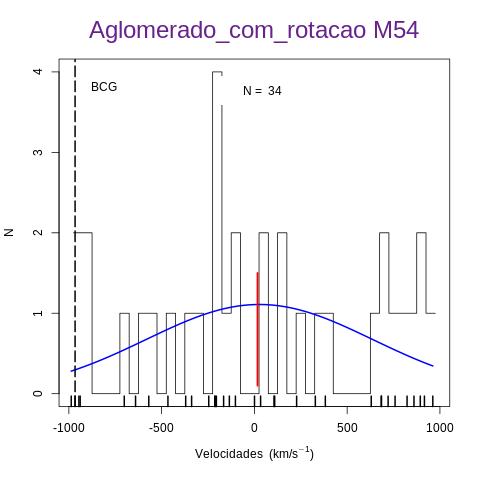 Aglomerado_com_rotacao M54
BCG
N = 34
4
3
2
1
0
N
-1000 -500 0 500 1000
Velocidades (km/s⁻¹)